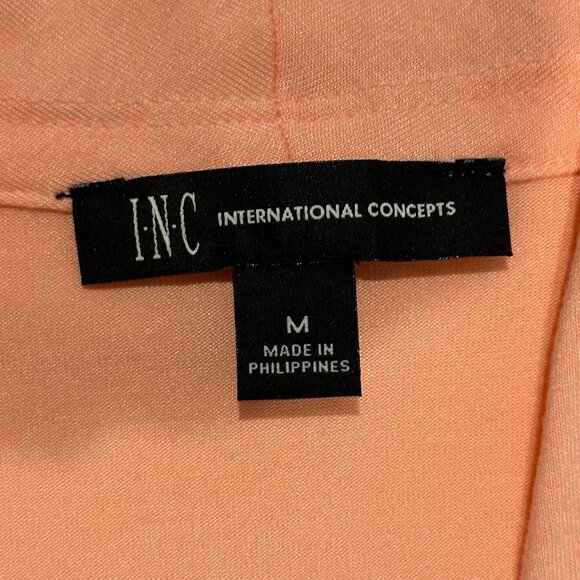 I·N·C INTERNATIONAL CONCEPTS
M
MADE IN
PHILIPPINES